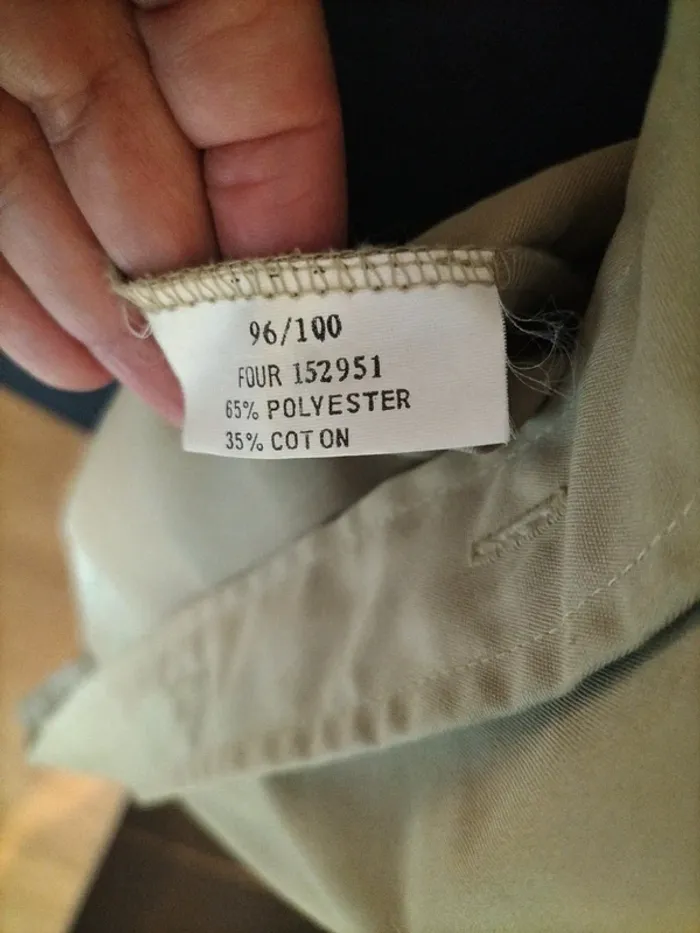 96/100
FOUR 152951
65% POLYESTER
35% COTON